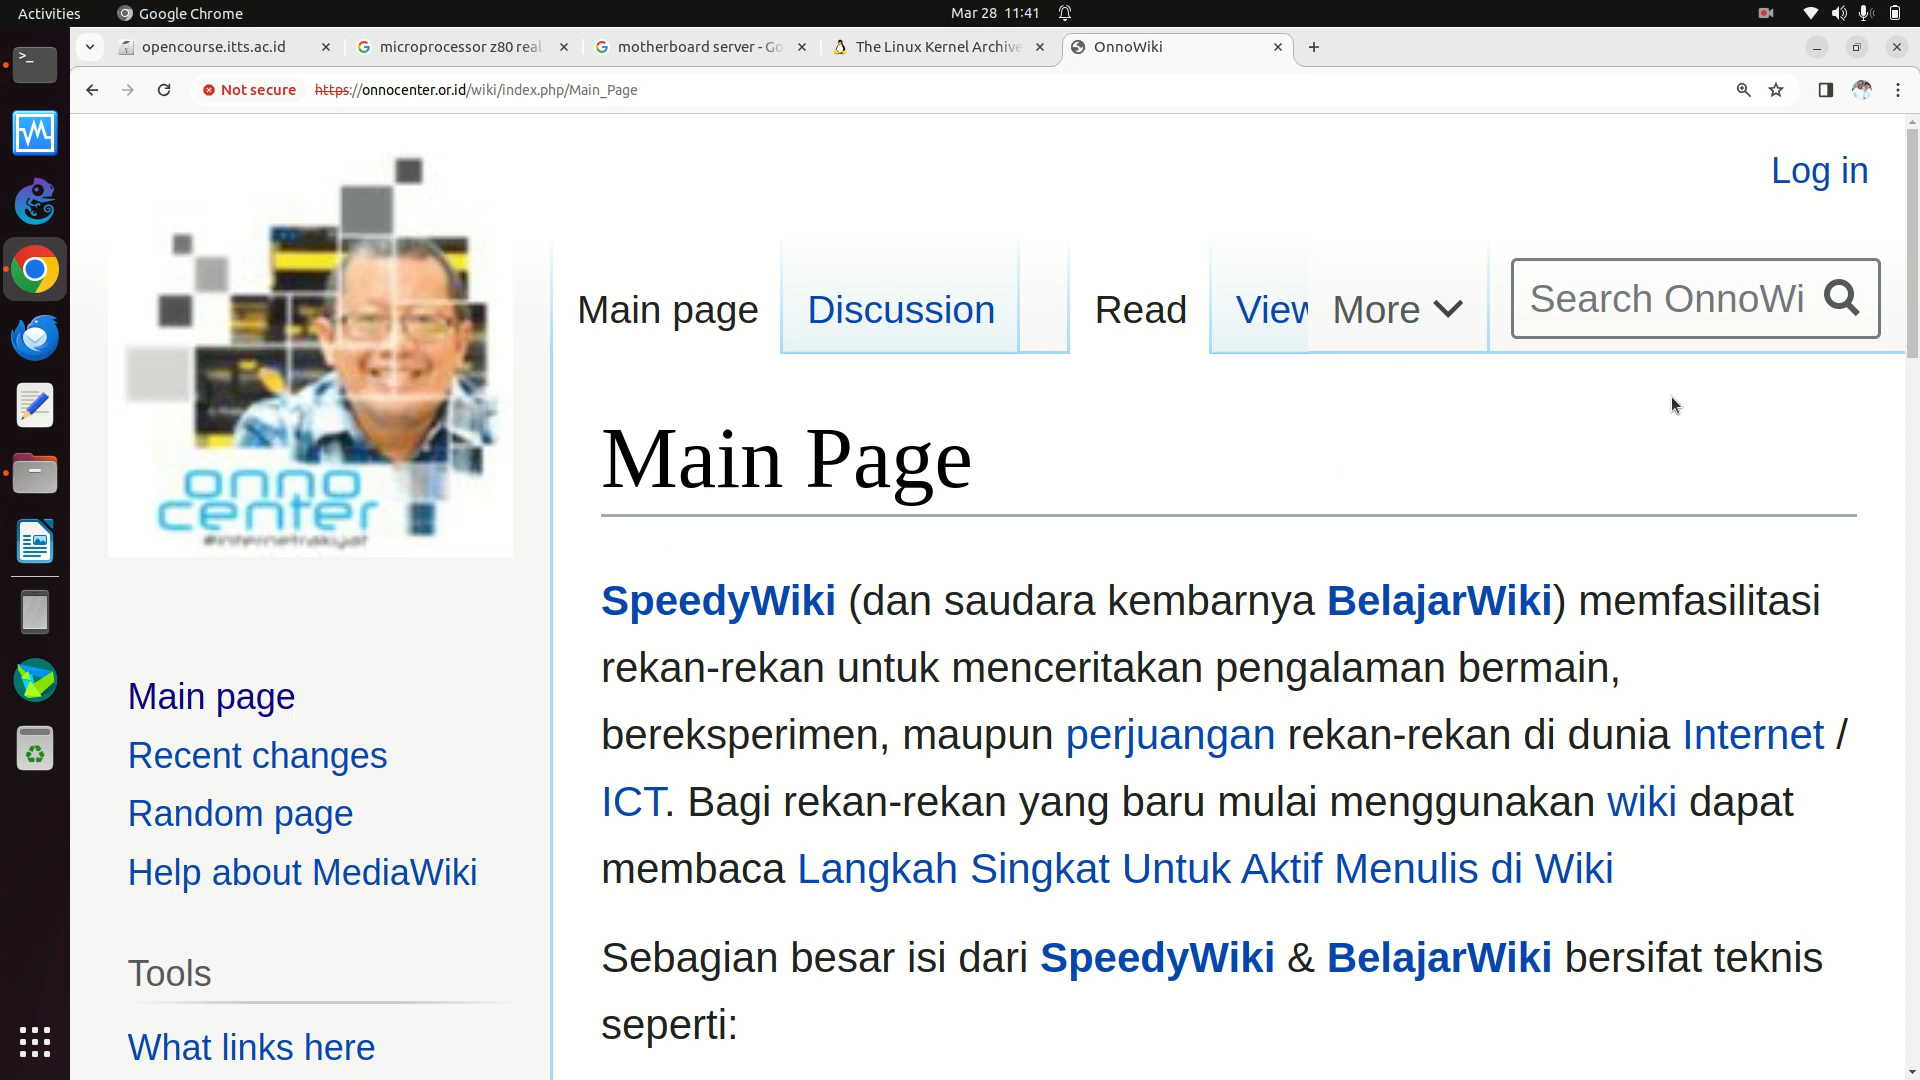 Activities
Google Chrome
Mar 28 11:41
opencourse.itts.ac.id
microprocessor z80 real
motherboard server - Go
The Linux Kernel Archive
OnnoWiki
Not secure
https://onnocenter.or.id/wiki/index.php/Main_Page
Log in
Main page
Discussion
Read
View
More
Search OnnoWi
onno
center
#internetrakyat
Main Page
SpeedyWiki (dan saudara kembarnya BelajarWiki) memfasilitasi
rekan-rekan untuk menceritakan pengalaman bermain,
bereksperimen, maupun perjuangan rekan-rekan di dunia Internet /
ICT. Bagi rekan-rekan yang baru mulai menggunakan wiki dapat
membaca Langkah Singkat Untuk Aktif Menulis di Wiki
Sebagian besar isi dari SpeedyWiki & BelajarWiki bersifat teknis
seperti:
Main page
Recent changes
Random page
Help about MediaWiki
Tools
What links here